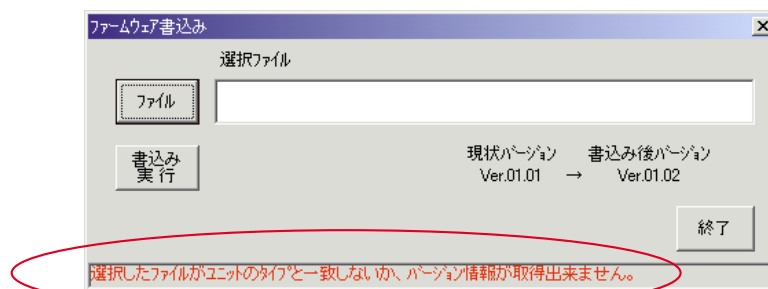 ﾌｧｰﾑｳｪｱ書込み
選択ﾌｧｲﾙ
ﾌｧｲﾙ
書込み
実行
現状ﾊﾞｰｼﾞｮﾝ 書込み後ﾊﾞｰｼﾞｮﾝ
Ver.01.01 → Ver.01.02
終了
選択したﾌｧｲﾙがﾕﾆｯﾄのﾀｲﾌﾟと一致しないか、ﾊﾞｰｼﾞｮﾝ情報が取得出来ません。